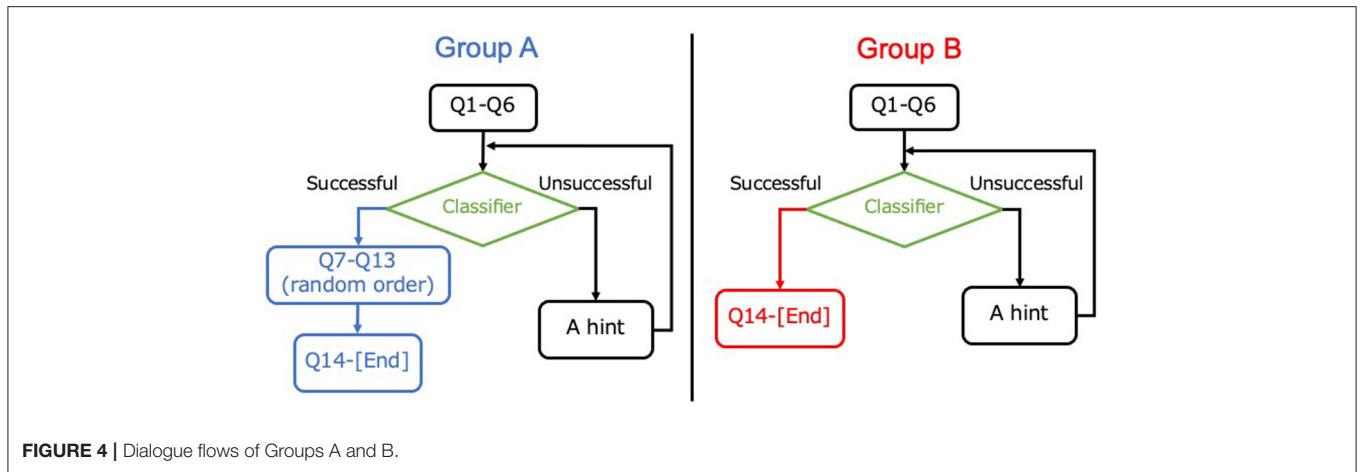 Group A
Q1-Q6
Successful
Unsuccessful
Classifier
Q7-Q13
(random order)
A hint
Q14-[End]
Group B
Q1-Q6
Successful
Unsuccessful
Classifier
Q14-[End]
A hint
FIGURE 4 | Dialogue flows of Groups A and B.